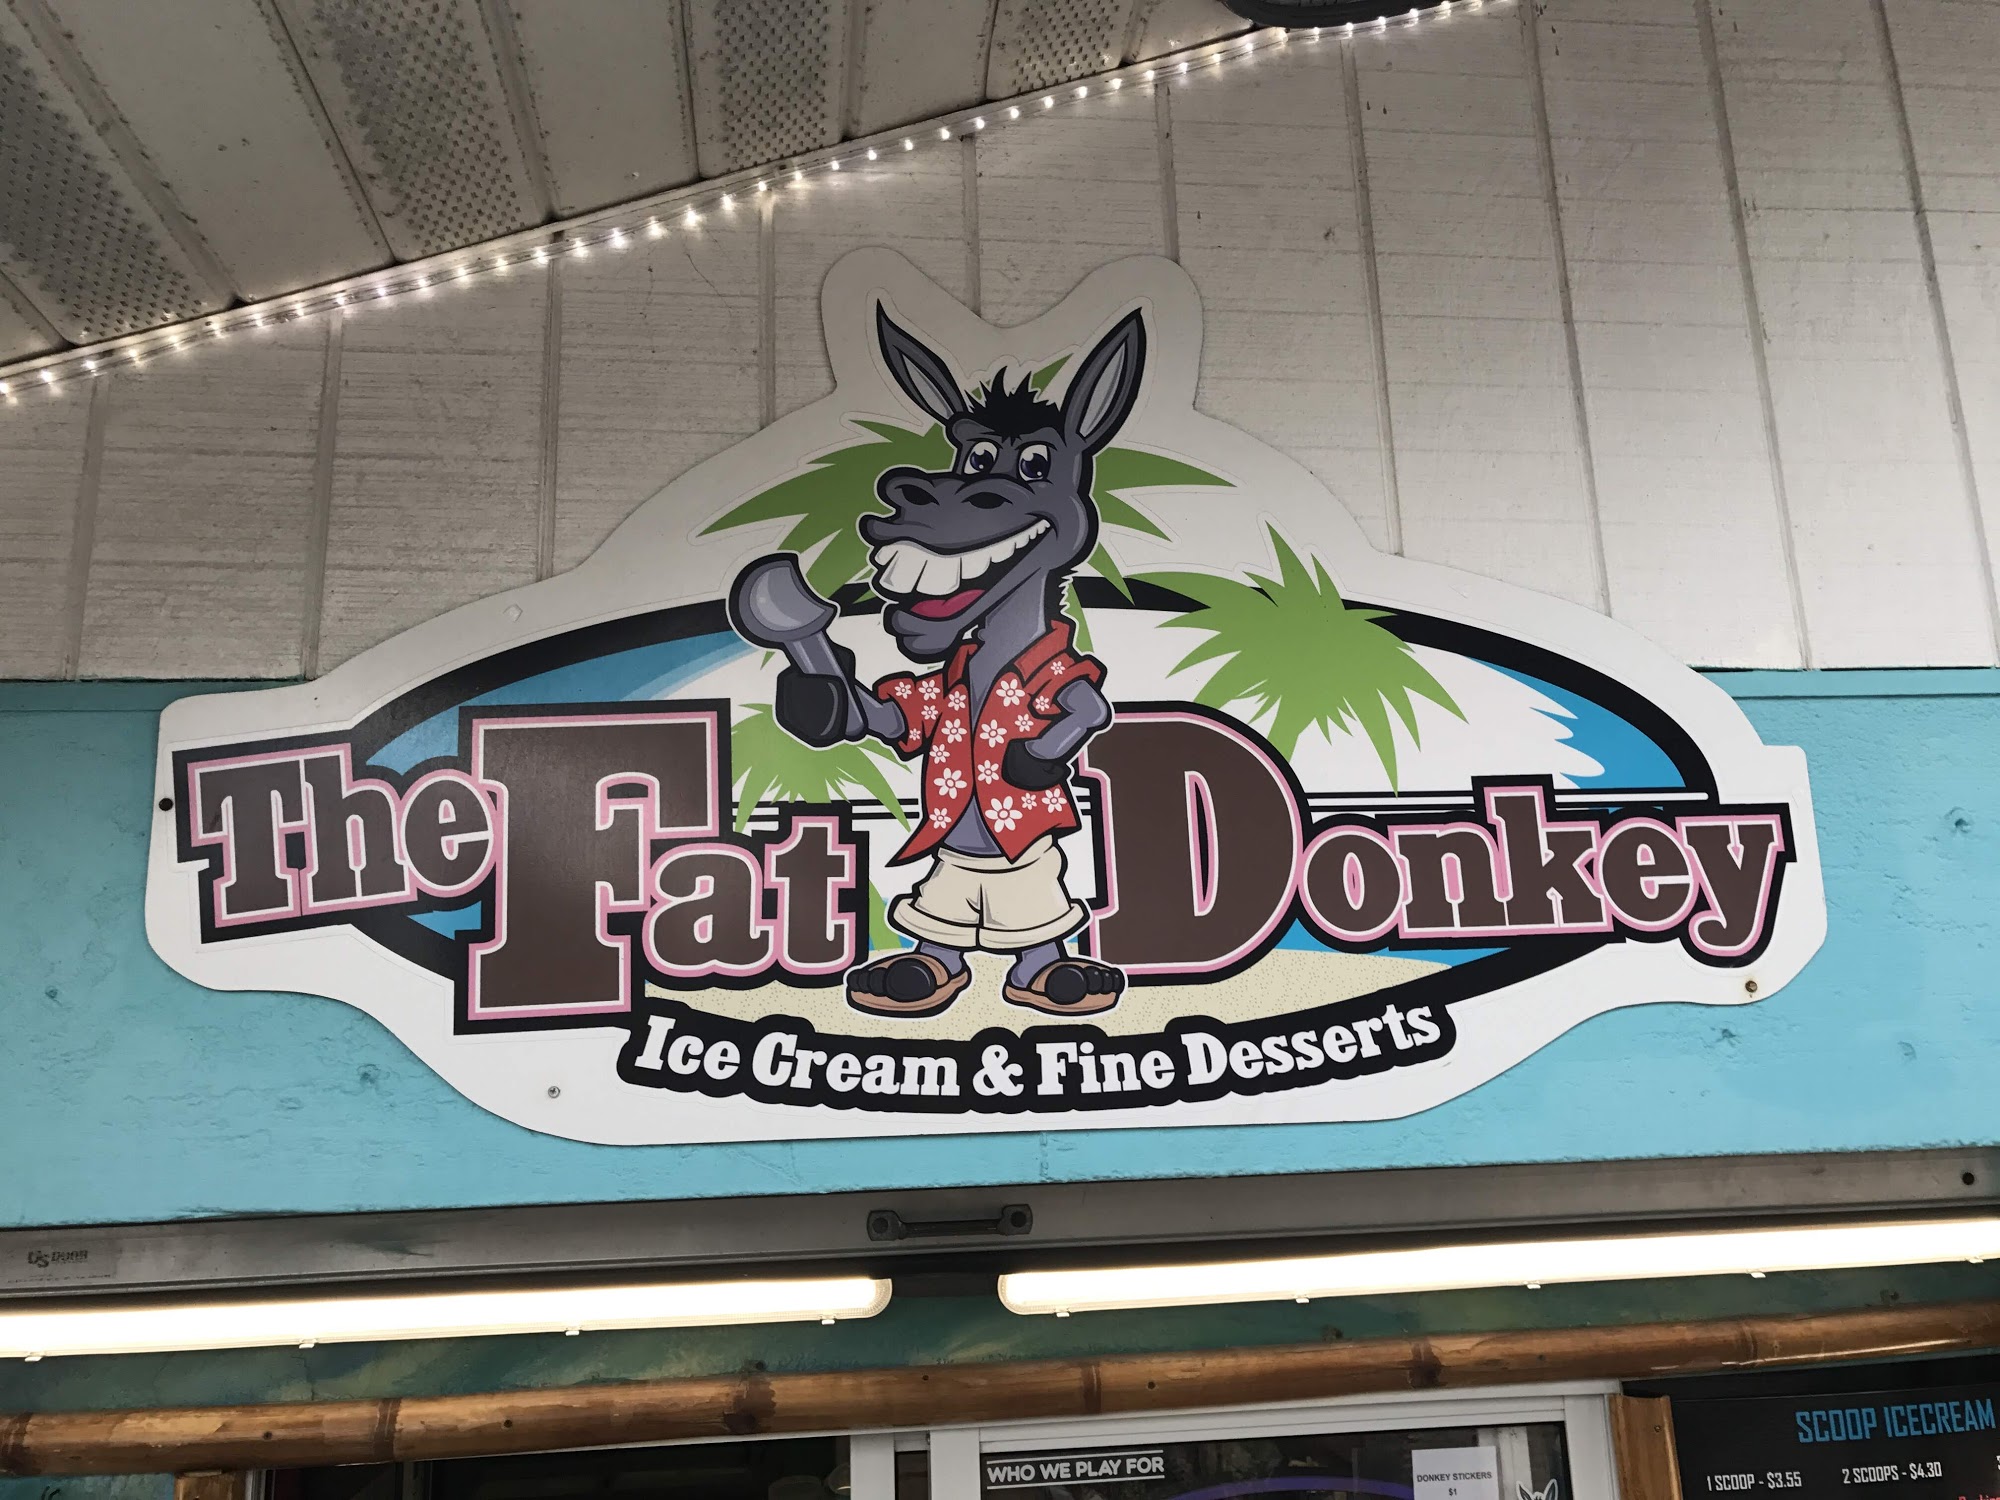 The Fat Donkey
Ice Cream & Fine Desserts
WHO WE PLAY FOR
DONKEY STICKERS
$1
SCOOP ICECREAM
1 SCOOP - $3.55 2 SCOOPS - $4.30